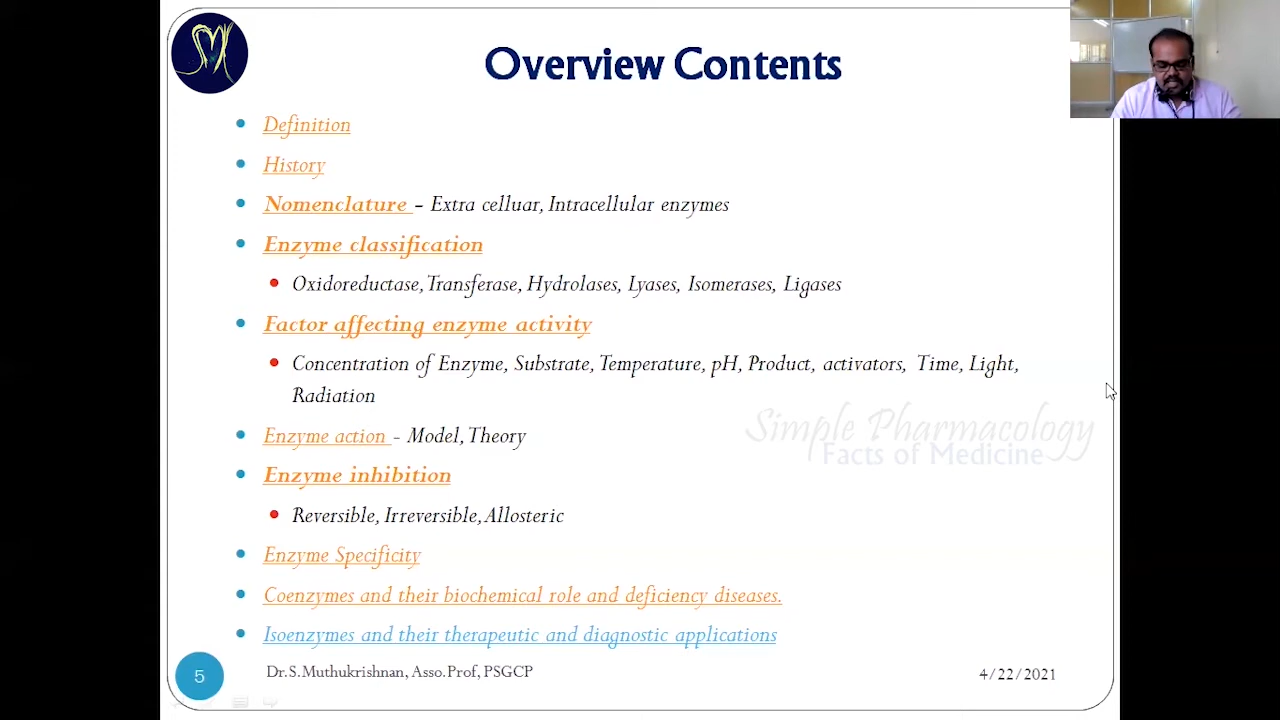 SM
Overview Contents
Definition
History
Nomenclature - Extra celluar, Intracellular enzymes
Enzyme classification
Oxidoreductase, Transferase, Hydrolases, Lyases, Isomerases, Ligases
Factor affecting enzyme activity
Concentration of Enzyme, Substrate, Temperature, pH, Product, activators, Time, Light,
Radiation
Enzyme action - Model, Theory
Simple Pharmacology
Facts of Medicine
Enzyme inhibition
Reversible, Irreversible, Allosteric
Enzyme Specificity
Coenzymes and their biochemical role and deficiency diseases.
Isoenzymes and their therapeutic and diagnostic applications
5
Dr.S.Muthukrishnan, Asso.Prof, PSGCP
4/22/2021